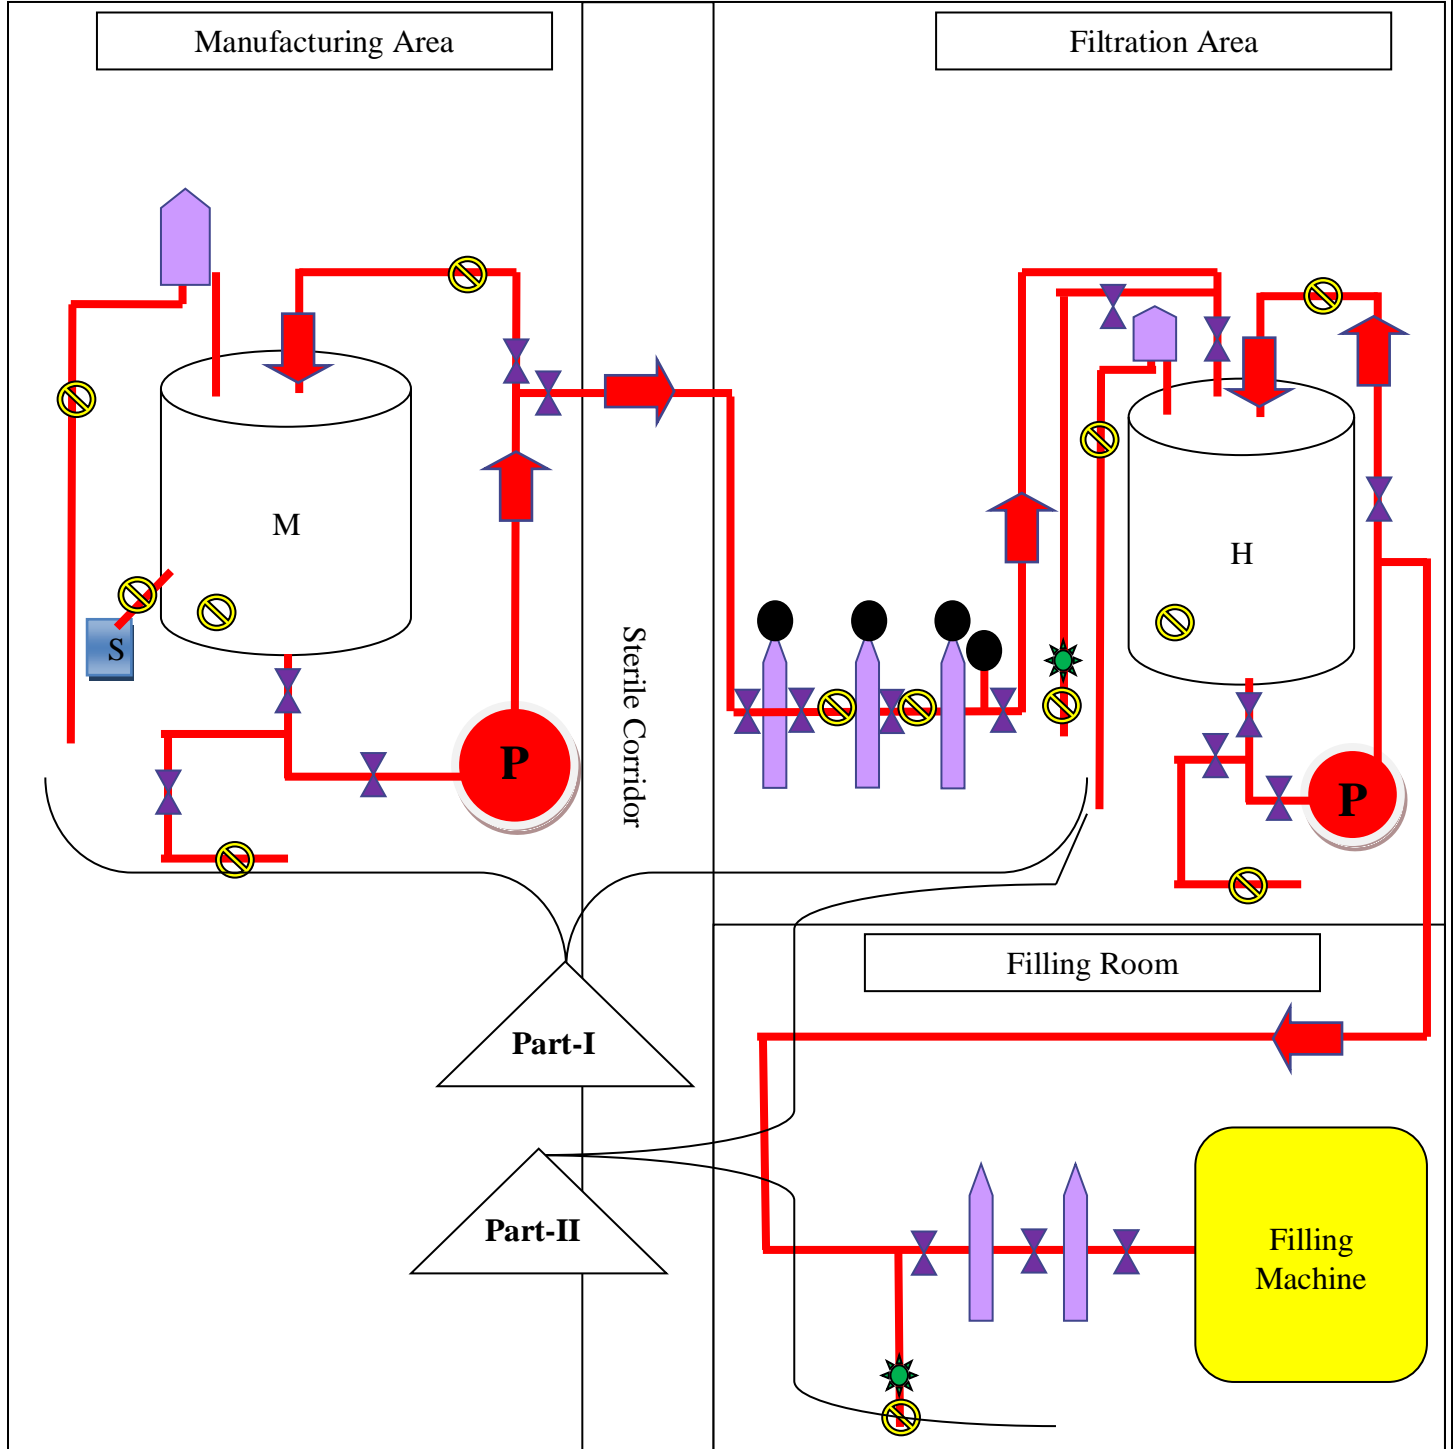 Manufacturing Area
Filtration Area
M
H
S
Sterile Corridor
P
P
Filling Room
Part-I
Part-II
Filling
Machine